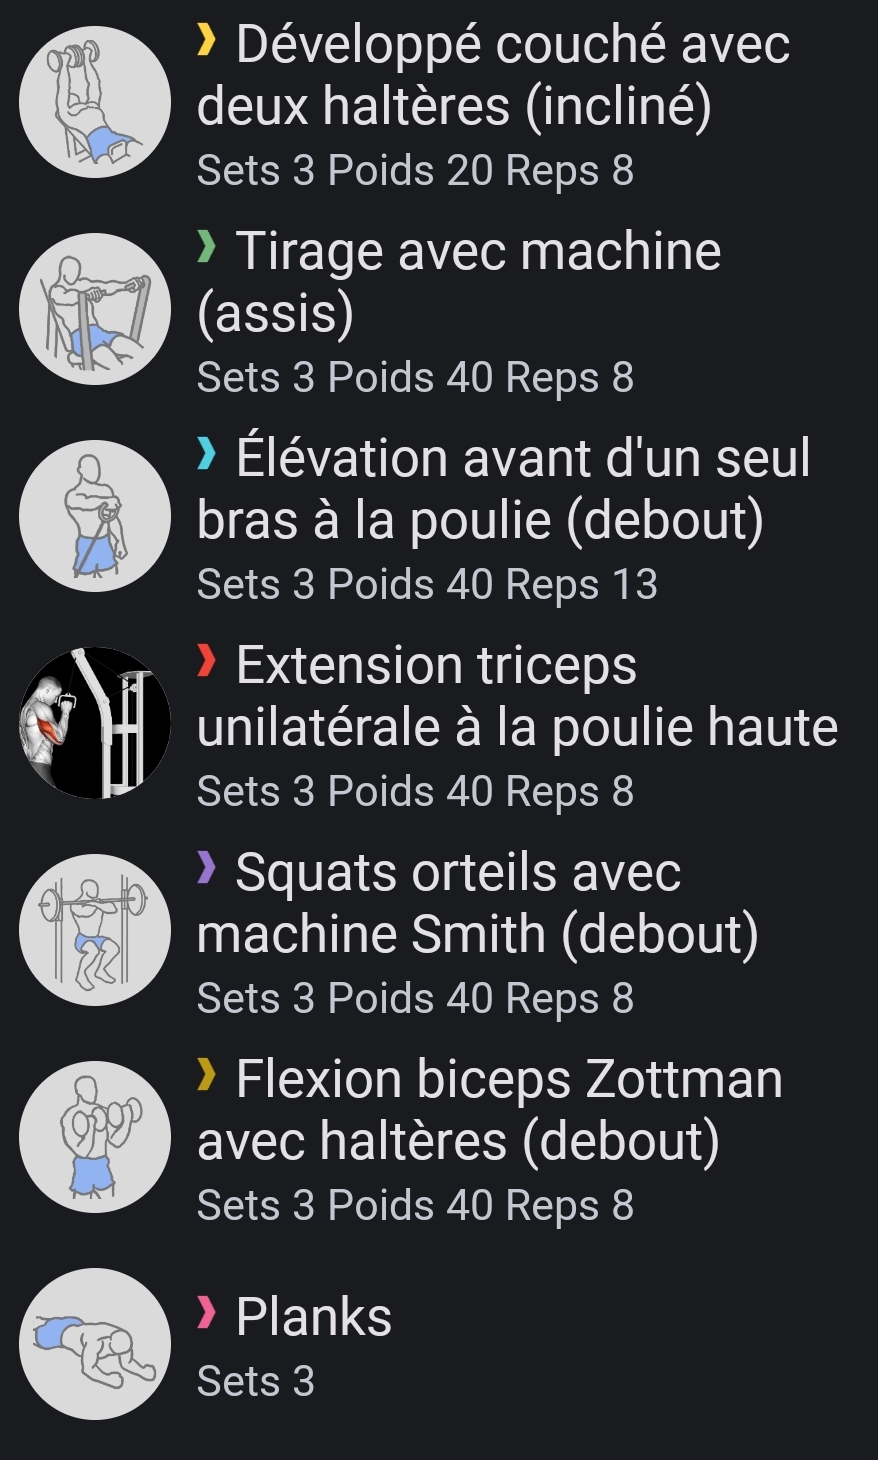 Développé couché avec
deux haltères (incliné)
Sets 3 Poids 20 Reps 8
Tirage avec machine
(assis)
Sets 3 Poids 40 Reps 8
Élévation avant d'un seul
bras à la poulie (debout)
Sets 3 Poids 40 Reps 13
Extension triceps
unilatérale à la poulie haute
Sets 3 Poids 40 Reps 8
Squats orteils avec
machine Smith (debout)
Sets 3 Poids 40 Reps 8
Flexion biceps Zottman
avec haltères (debout)
Sets 3 Poids 40 Reps 8
Planks
Sets 3